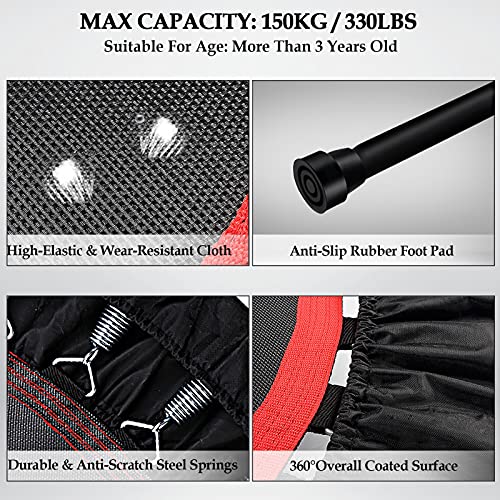 MAX CAPACITY: 150KG / 330LBS
Suitable For Age: More Than 3 Years Old
High-Elastic & Wear-Resistant Cloth
Anti-Slip Rubber Foot Pad
Durable & Anti-Scratch Steel Springs
360°Overall Coated Surface